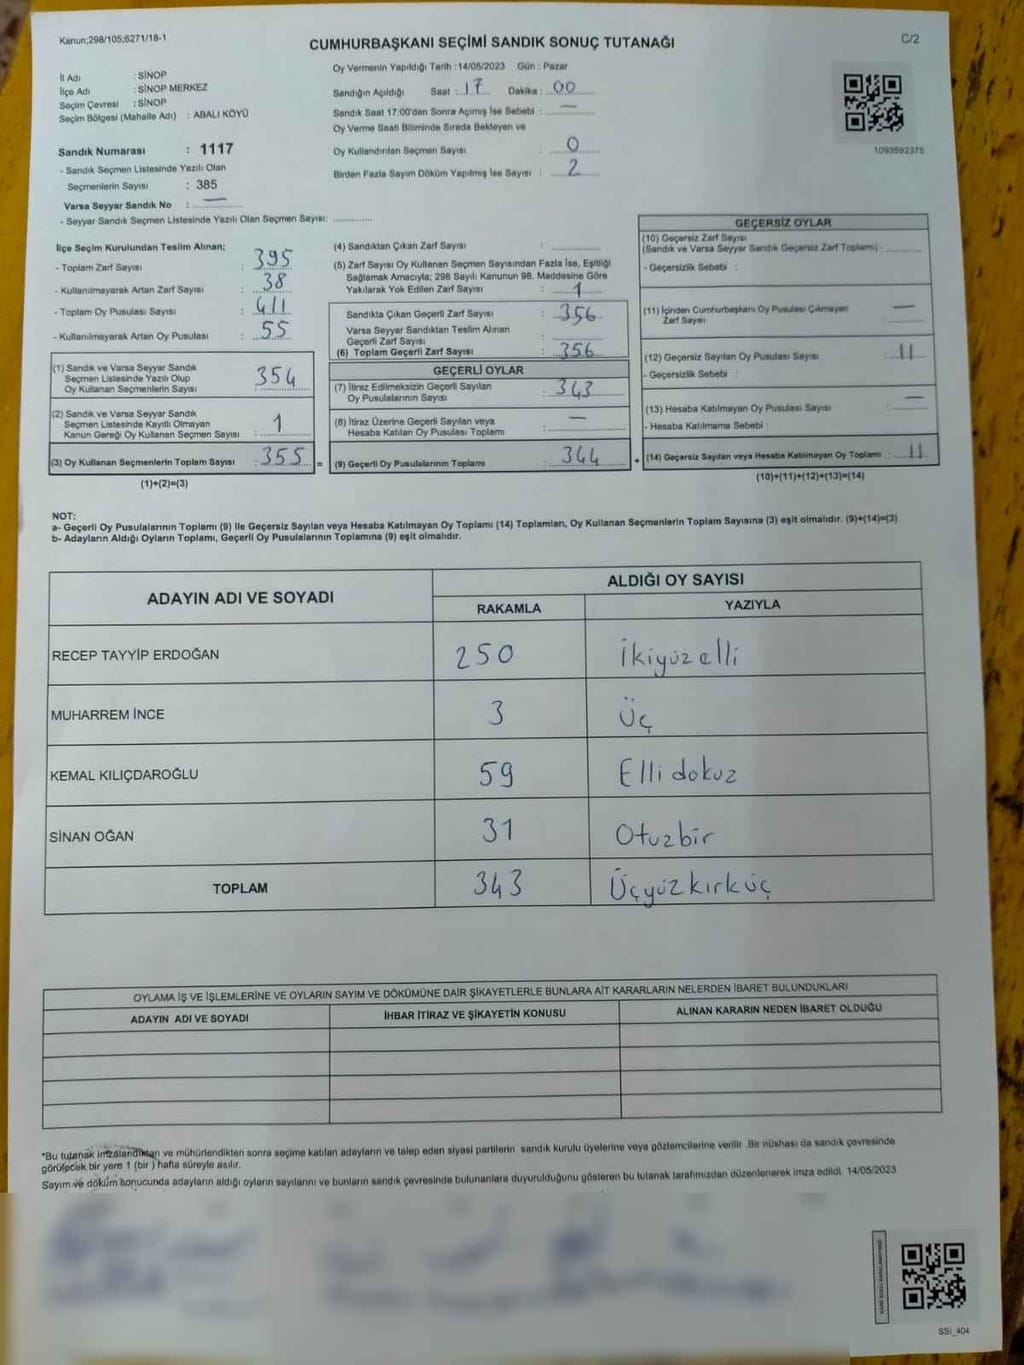 Kanun;298/105;6271/18-1
C/2
CUMHURBAŞKANI SEÇİMİ SANDIK SONUÇ TUTANAĞI
İl Adı : SİNOP
İlçe Adı : SİNOP MERKEZ
Seçim Çevresi : SİNOP
Seçim Bölgesi (Mahalle Adı) : ABALI KÖYÜ
Sandık Numarası : 1117
- Sandık Seçmen Listesinde Yazılı Olan
Seçmenlerin Sayısı : 385
Varsa Seyyar Sandık No : —
- Seyyar Sandık Seçmen Listesinde Yazılı Olan Seçmen Sayısı: ............
Oy Vermenin Yapıldığı Tarih :14/05/2023 Gün : Pazar
Sandığın Açıldığı Saat : 17 Dakika : 00
Sandık Saat 17:00'den Sonra Açımış İse Sebebi : —
Oy Verme Saati Bitiminde Sırada Bekleyen ve
Oy Kullandırılan Seçmen Sayısı : 0
Birden Fazla Sayım Döküm Yapılmış İse Sayısı : 2
1093592375
İlçe Seçim Kurulundan Teslim Alınan;
- Toplam Zarf Sayısı : 395
- Kullanılmayarak Artan Zarf Sayısı : 38
- Toplam Oy Pusulası Sayısı : 411
- Kullanılmayarak Artan Oy Pusulası : 55
(1) Sandık ve Varsa Seyyar Sandık
Seçmen Listesinde Yazılı Olup
Oy Kullanan Seçmenlerin Sayısı : 354
(2) Sandık ve Varsa Seyyar Sandık
Seçmen Listesinde Kayıtlı Olmayan
Kanun Gereği Oy Kullanan Seçmen Sayısı : 1
(3) Oy Kullanan Seçmenlerin Toplam Sayısı : 355 =
(1)+(2)=(3)
(4) Sandıktan Çıkan Zarf Sayısı : ............
(5) Zarf Sayısı Oy Kullanan Seçmen Sayısından Fazla İse, Eşitliği
Sağlamak Amacıyla; 298 Sayılı Kanunun 98. Maddesine Göre
Yakılarak Yok Edilen Zarf Sayısı : 1
Sandıkta Çıkan Geçerli Zarf Sayısı : 356
Varsa Seyyar Sandıktan Teslim Alınan
Geçerli Zarf Sayısı : ............
(6) Toplam Geçerli Zarf Sayısı : 356
GEÇERLİ OYLAR
(7) İtiraz Edilmeksizin Geçerli Sayılan
Oy Pusulalarının Sayısı : 343
(8) İtiraz Üzerine Geçerli Sayılan veya
Hesaba Katılan Oy Pusulası Toplamı : —
(9) Geçerli Oy Pusulalarının Toplamı : 344 +
GEÇERSİZ OYLAR
(10) Geçersiz Zarf Sayısı
(Sandık ve Varsa Seyyar Sandık Geçersiz Zarf Toplamı) : ............
- Geçersizlik Sebebi :
(11) İçinden Cumhurbaşkanı Oy Pusulası Çıkmayan
Zarf Sayısı : —
(12) Geçersiz Sayılan Oy Pusulası Sayısı : 11
- Geçersizlik Sebebi :
(13) Hesaba Katılmayan Oy Pusulası Sayısı : —
- Hesaba Katılmama Sebebi :
(14) Geçersiz Sayılan veya Hesaba Katılmayan Oy Toplamı : 11
(10)+(11)+(12)+(13)=(14)
NOT:
a- Geçerli Oy Pusulalarının Toplamı (9) ile Geçersiz Sayılan veya Hesaba Katılmayan Oy Toplamı (14) Toplamları, Oy Kullanan Seçmenlerin Toplam Sayısına (3) eşit olmalıdır. (9)+(14)=(3)
b- Adayların Aldığı Oyların Toplamı, Geçerli Oy Pusulalarının Toplamına (9) eşit olmalıdır.
ADAYIN ADI VE SOYADI
ALDIĞI OY SAYISI
RAKAMLA YAZIYLA
RECEP TAYYİP ERDOĞAN 250 İkiyüzelli
MUHARREM İNCE 3 Üç
KEMAL KILIÇDAROĞLU 59 Elli dokuz
SİNAN OĞAN 31 Otuzbir
TOPLAM 343 Üçyüzkırküç
OYLAMA İŞ VE İŞLEMLERİNE VE OYLARIN SAYIM VE DÖKÜMÜNE DAİR ŞİKAYETLERLE BUNLARA AİT KARARLARIN NELERDEN İBARET BULUNDUKLARI
ADAYIN ADI VE SOYADI İHBAR İTİRAZ VE ŞİKAYETİN KONUSU ALINAN KARARIN NEDEN İBARET OLDUĞU
*Bu tutanak imzalandıktan ve mühürlendikten sonra seçime katılan adayların ve talep eden siyasi partilerin sandık kurulu üyelerine veya gözlemcilerine verilir .Bir nüshası da sandık çevresinde
görülecek bir yere 1 (bir ) hafta süreyle asılır.
Sayım ve döküm sonucunda adayların aldığı oyların sayılarını ve bunların sandık çevresinde bulunanlara duyurulduğunu gösteren bu tutanak tarafımızdan düzenlenerek imza edildi. 14/05/2023
SSİ_404